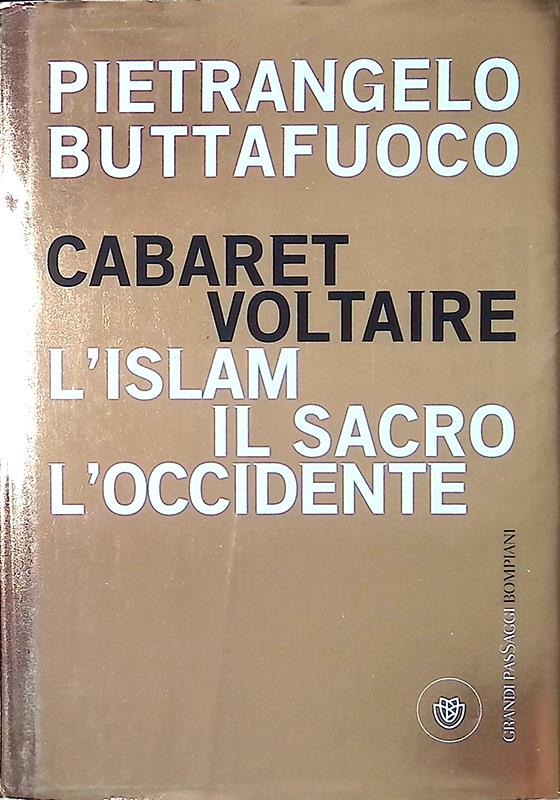 PIETRANGELO
BUTTAFUOCO
CABARET
VOLTAIRE
L'ISLAM
IL SACRO
L'OCCIDENTE
GRANDI PASSAGGI BOMPIANI